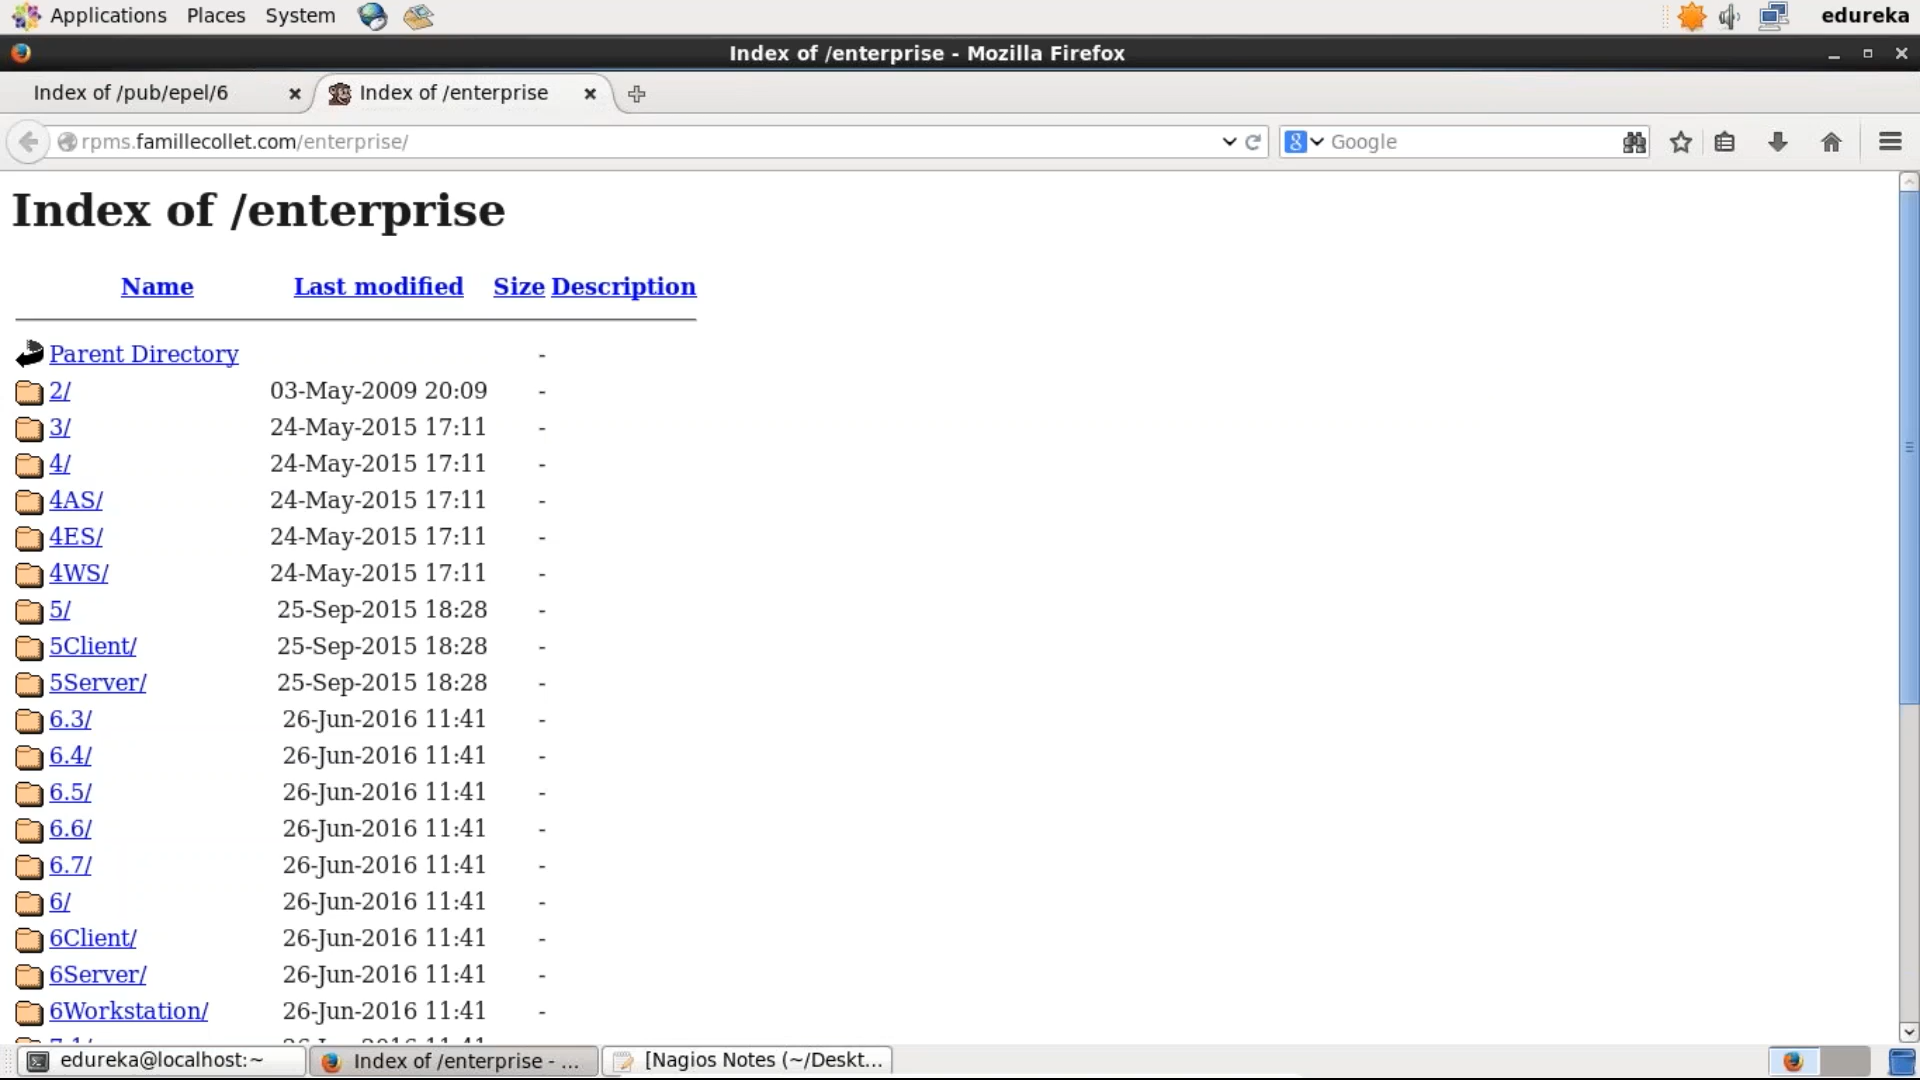 Applications Places System edureka
Index of /enterprise - Mozilla Firefox
Index of /pub/epel/6 Index of /enterprise
rpms.famillecollet.com/enterprise/ 8 Google
Index of /enterprise
Name Last modified Size Description
Parent Directory -
2/ 03-May-2009 20:09 -
3/ 24-May-2015 17:11 -
4/ 24-May-2015 17:11 -
4AS/ 24-May-2015 17:11 -
4ES/ 24-May-2015 17:11 -
4WS/ 24-May-2015 17:11 -
5/ 25-Sep-2015 18:28 -
5Client/ 25-Sep-2015 18:28 -
5Server/ 25-Sep-2015 18:28 -
6.3/ 26-Jun-2016 11:41 -
6.4/ 26-Jun-2016 11:41 -
6.5/ 26-Jun-2016 11:41 -
6.6/ 26-Jun-2016 11:41 -
6.7/ 26-Jun-2016 11:41 -
6/ 26-Jun-2016 11:41 -
6Client/ 26-Jun-2016 11:41 -
6Server/ 26-Jun-2016 11:41 -
6Workstation/ 26-Jun-2016 11:41 -
edureka@localhost:~ Index of /enterprise - ... [Nagios Notes (~/Deskt...